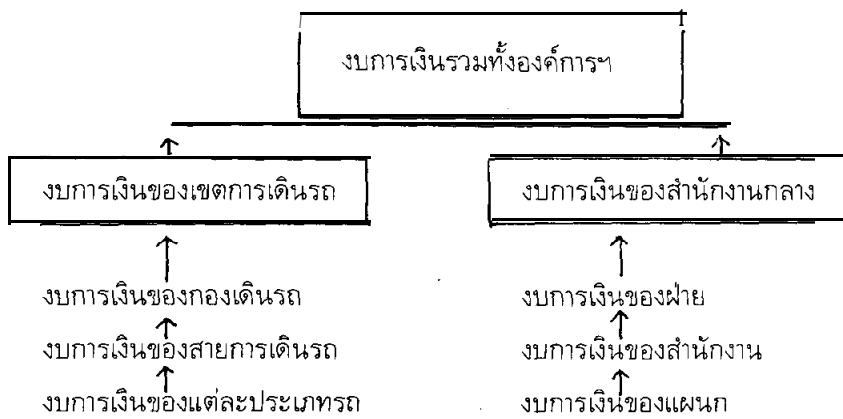 งบการเงินรวมทั้งองค์การฯ
งบการเงินของเขตการเดินรถ
งบการเงินของสำนักงานกลาง
งบการเงินของกองเดินรถ
งบการเงินของฝ่าย
งบการเงินของสายการเดินรถ
งบการเงินของสำนักงาน
งบการเงินของแต่ละประเภทรถ
งบการเงินของแผนก